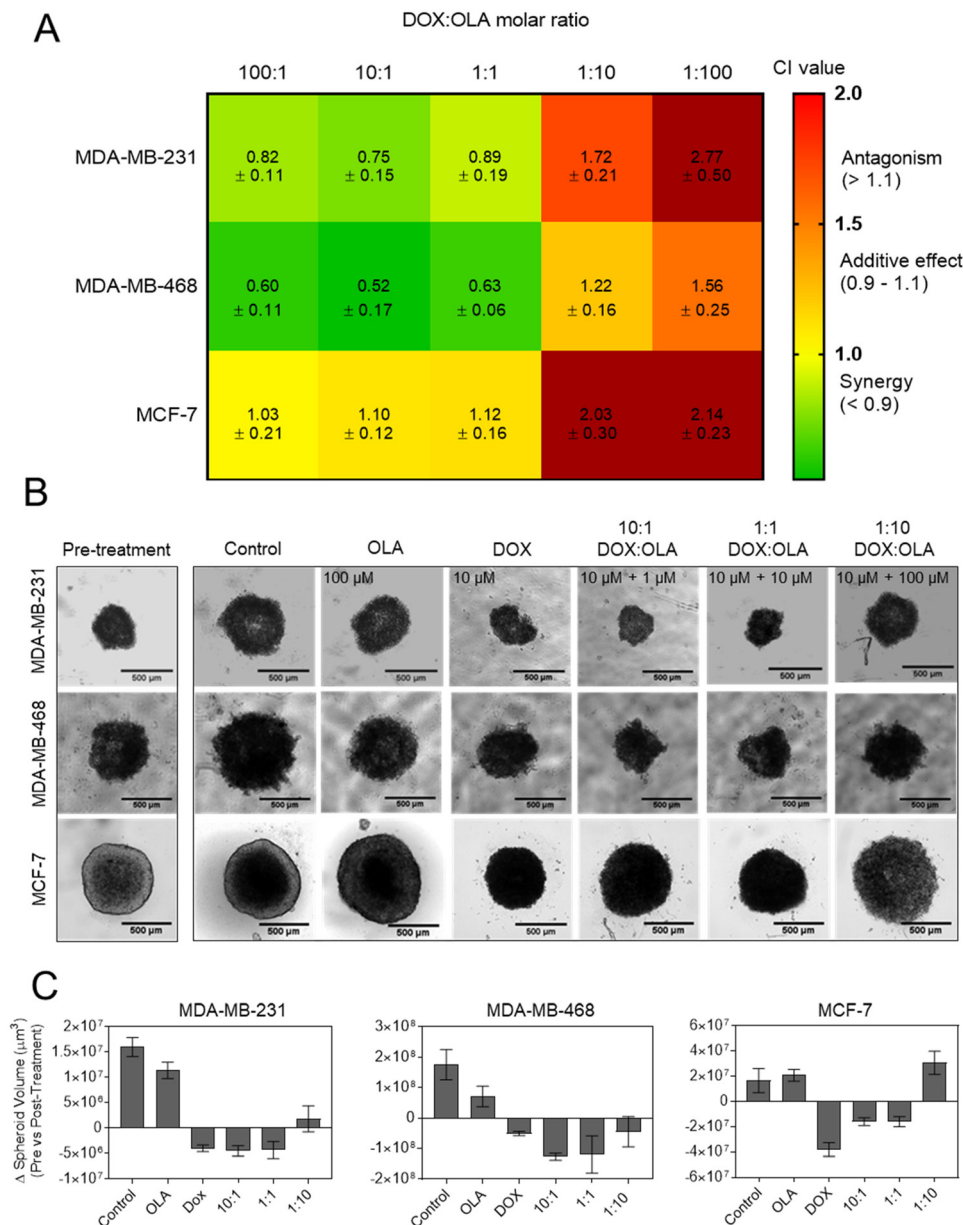 A
DOX:OLA molar ratio
100:1 10:1 1:1 1:10 1:100
CI value
MDA-MB-231
0.82 0.75 0.89 1.72 2.77
± 0.11 ± 0.15 ± 0.19 ± 0.21 ± 0.50
MDA-MB-468
0.60 0.52 0.63 1.22 1.56
± 0.11 ± 0.17 ± 0.06 ± 0.16 ± 0.25
MCF-7
1.03 1.10 1.12 2.03 2.14
± 0.21 ± 0.12 ± 0.16 ± 0.30 ± 0.23
2.0
Antagonism
(> 1.1)
1.5
Additive effect
(0.9 - 1.1)
1.0
Synergy
(< 0.9)
B
Pre-treatment
Control
OLA
DOX
10:1
DOX:OLA
1:1
DOX:OLA
1:10
DOX:OLA
100 µM
10 µM
10 µM + 1 µM
10 µM + 10 µM
10 µM + 100 µM
MDA-MB-231
500 µm 500 µm 500 µm 500 µm 500 µm 500 µm 500 µm
MDA-MB-468
500 µm 500 µm 500 µm 500 µm 500 µm 500 µm 500 µm
MCF-7
500 µm 500 µm 500 µm 500 µm 500 µm 500 µm 500 µm
C
Δ Spheroid Volume (µm³)
(Pre vs Post-Treatment)
MDA-MB-231
2×10⁷
1.5×10⁷
1×10⁷
5×10⁶
0
-5×10⁶
-1×10⁷
Control OLA Dox 10:1 1:1 1:10
MDA-MB-468
3×10⁸
2×10⁸
1×10⁸
0
-1×10⁸
-2×10⁸
Control OLA DOX 10:1 1:1 1:10
MCF-7
6×10⁷
4×10⁷
2×10⁷
0
-2×10⁷
-4×10⁷
-6×10⁷
Control OLA DOX 10:1 1:1 1:10